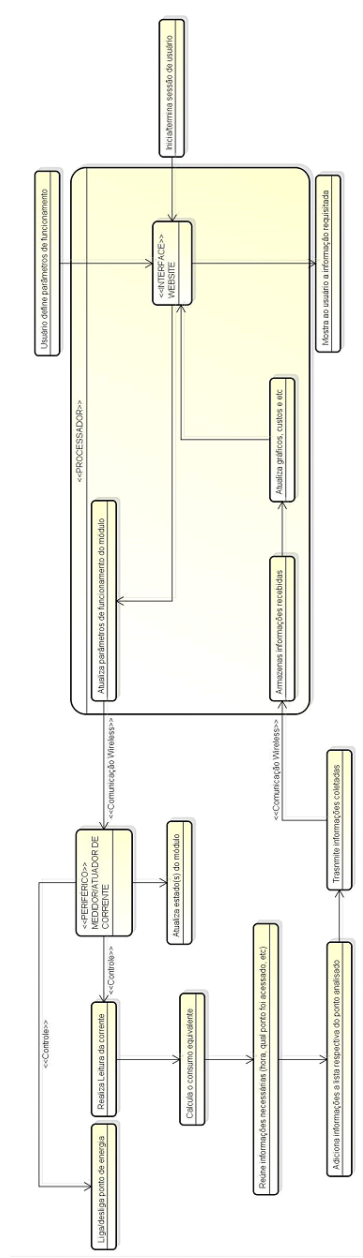 Inicia/termina sessão de usuário
Usuário define parâmetros de funcionamento
<<PROCESSADOR>>
<<INTERFACE>>
WEBSITE
Mostra ao usuário a informação requisitada
Atualiza parâmetros de funcionamento do módulo
Atualiza gráficos, custos e etc
Armazenas informações recebidas
<<Comunicação Wireless>>
<<Comunicação Wireless>>
<<PERIFÉRICO>>
MEDIDOR/ATUADOR DE
CORRENTE
Atualiza estado(s) do módulo
Trasnmite informações coletadas
<<Controle>>
<<Controle>>
Realiza Leitura da corrente
Calcula o consumo equivalente
Reúne informações necessárias (hora, qual ponto foi acessado, etc)
Adiciona informações a lista respectiva do ponto analisado
Liga/desliga ponto de energia